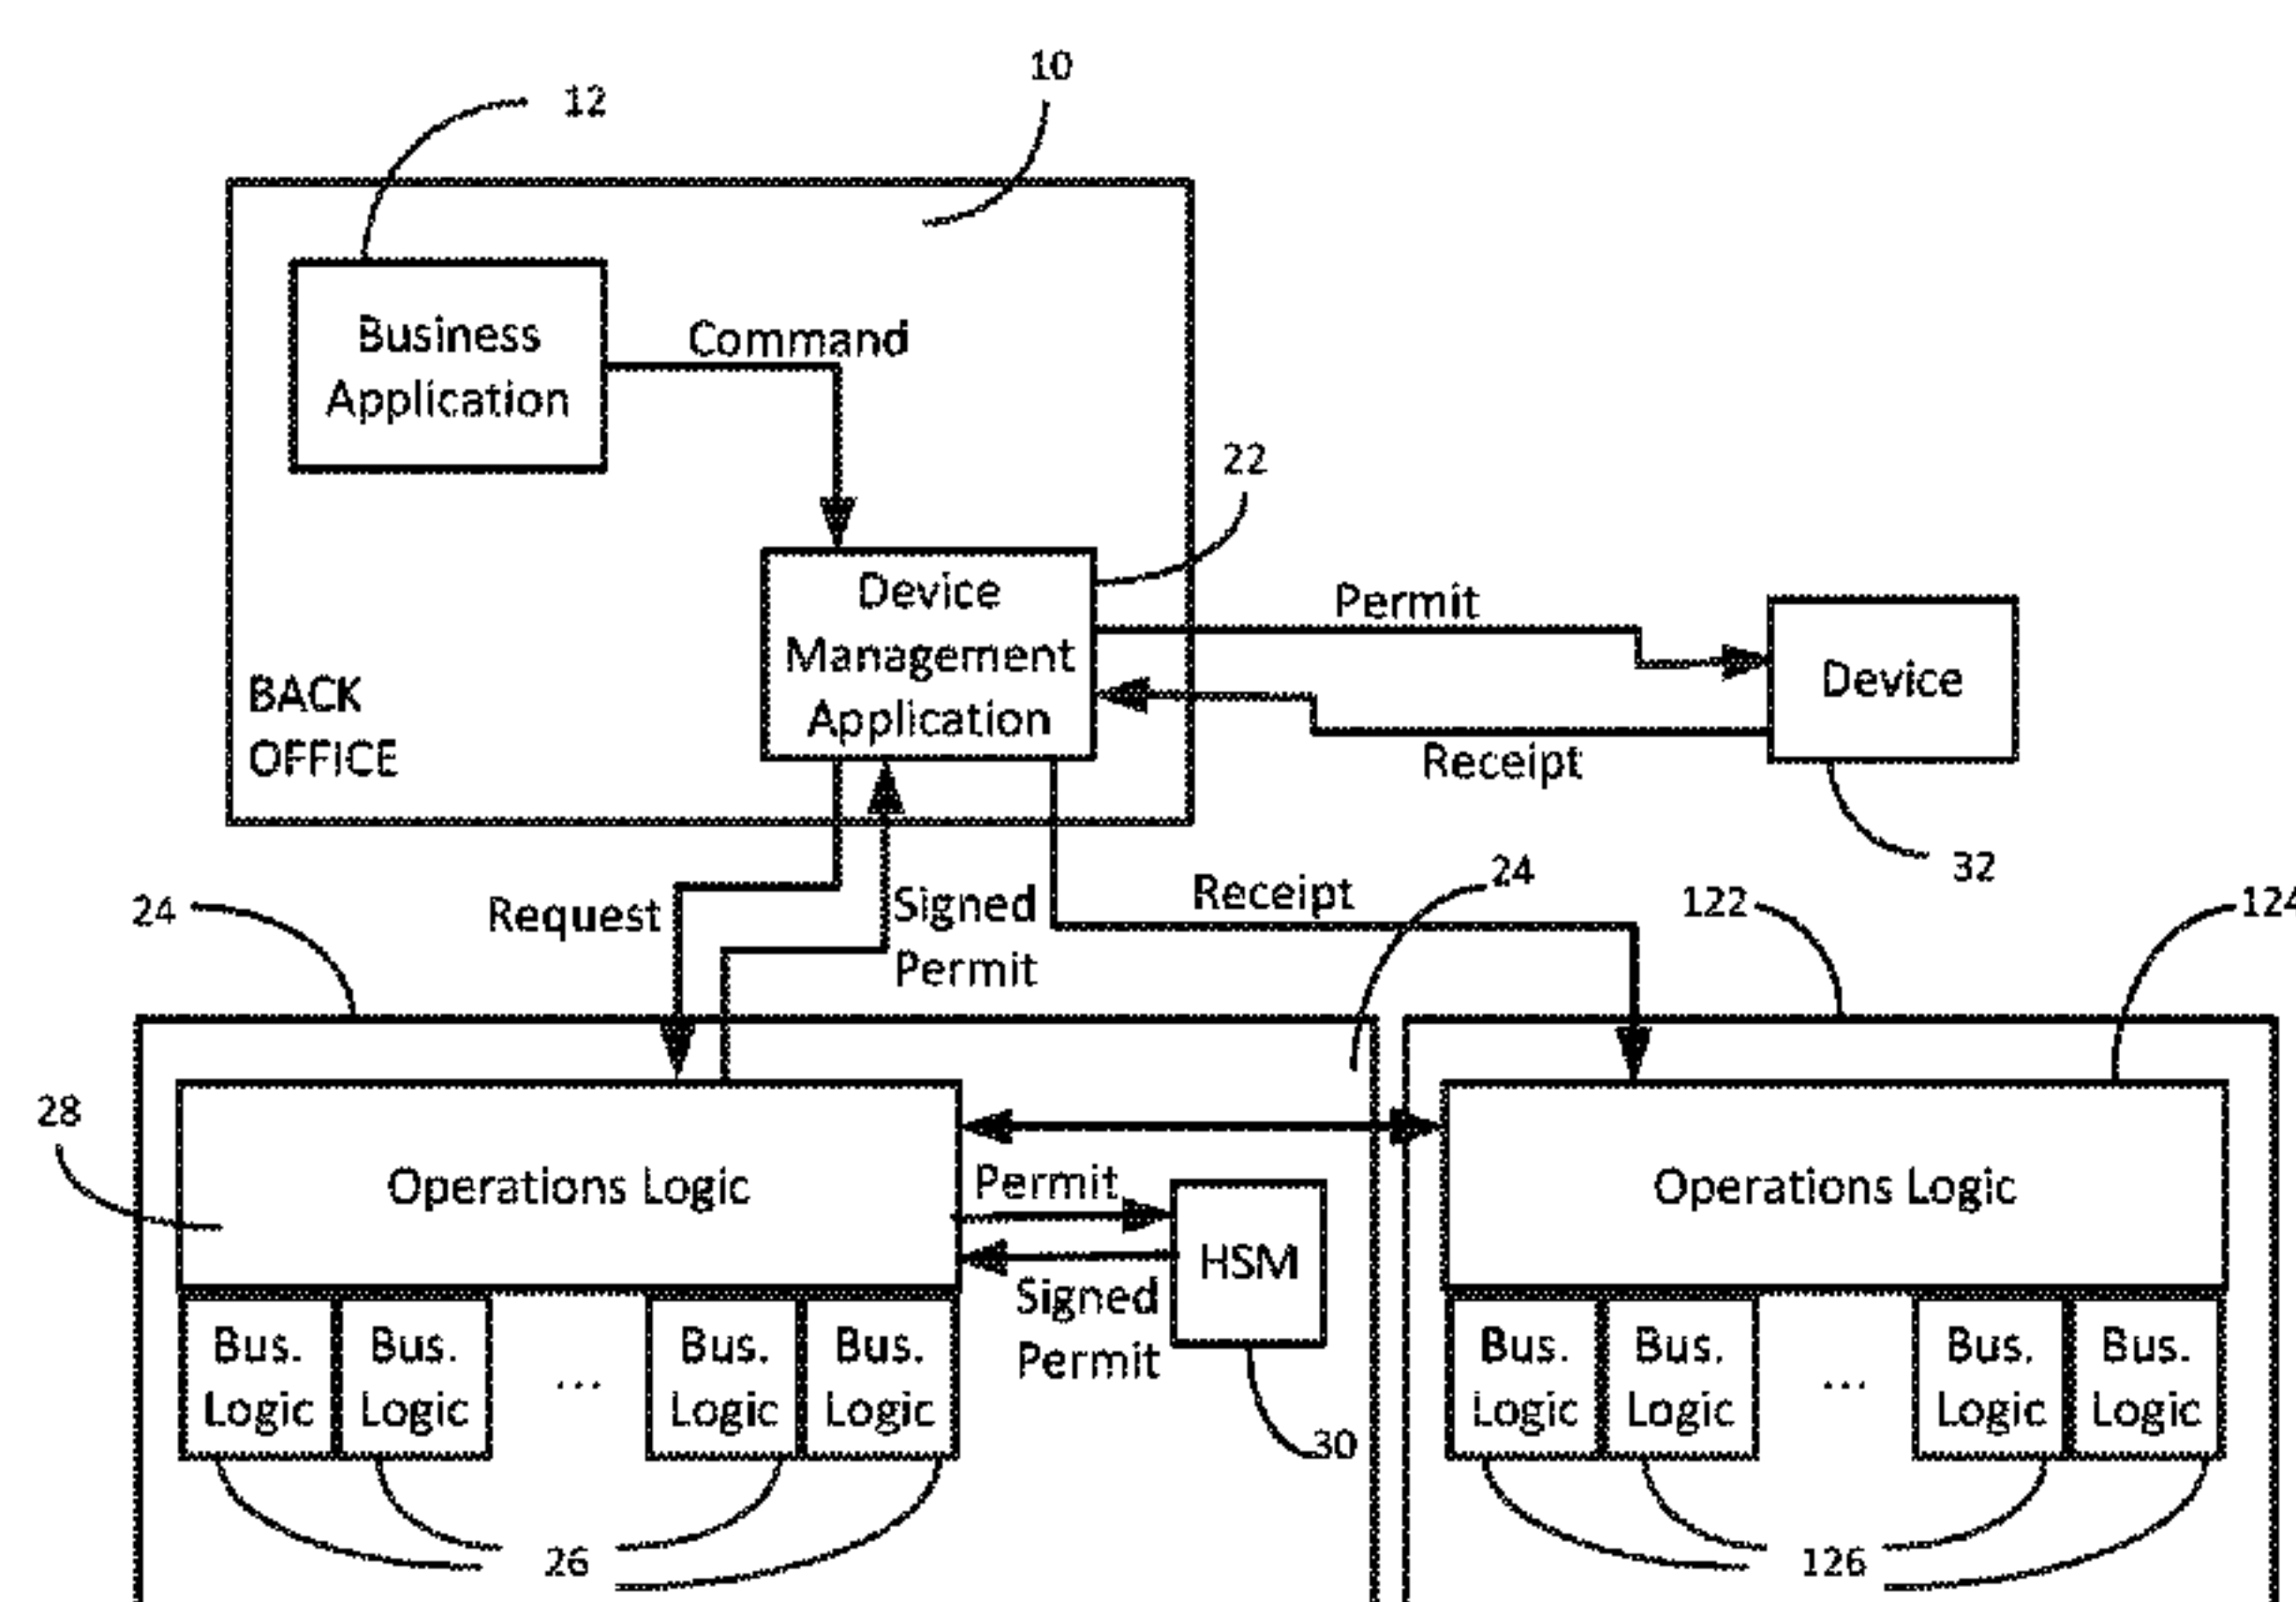 10
12
Business
Application
Command
22
Device
Management
Application
Permit
Device
Receipt
BACK
OFFICE
32
24
Request
Signed
Permit
Receipt
24
122
124
28
Operations Logic
Permit
HSM
Signed
Permit
Operations Logic
Bus.
Logic
Bus.
Logic
...
Bus.
Logic
Bus.
Logic
30
Bus.
Logic
Bus.
Logic
...
Bus.
Logic
Bus.
Logic
26
126